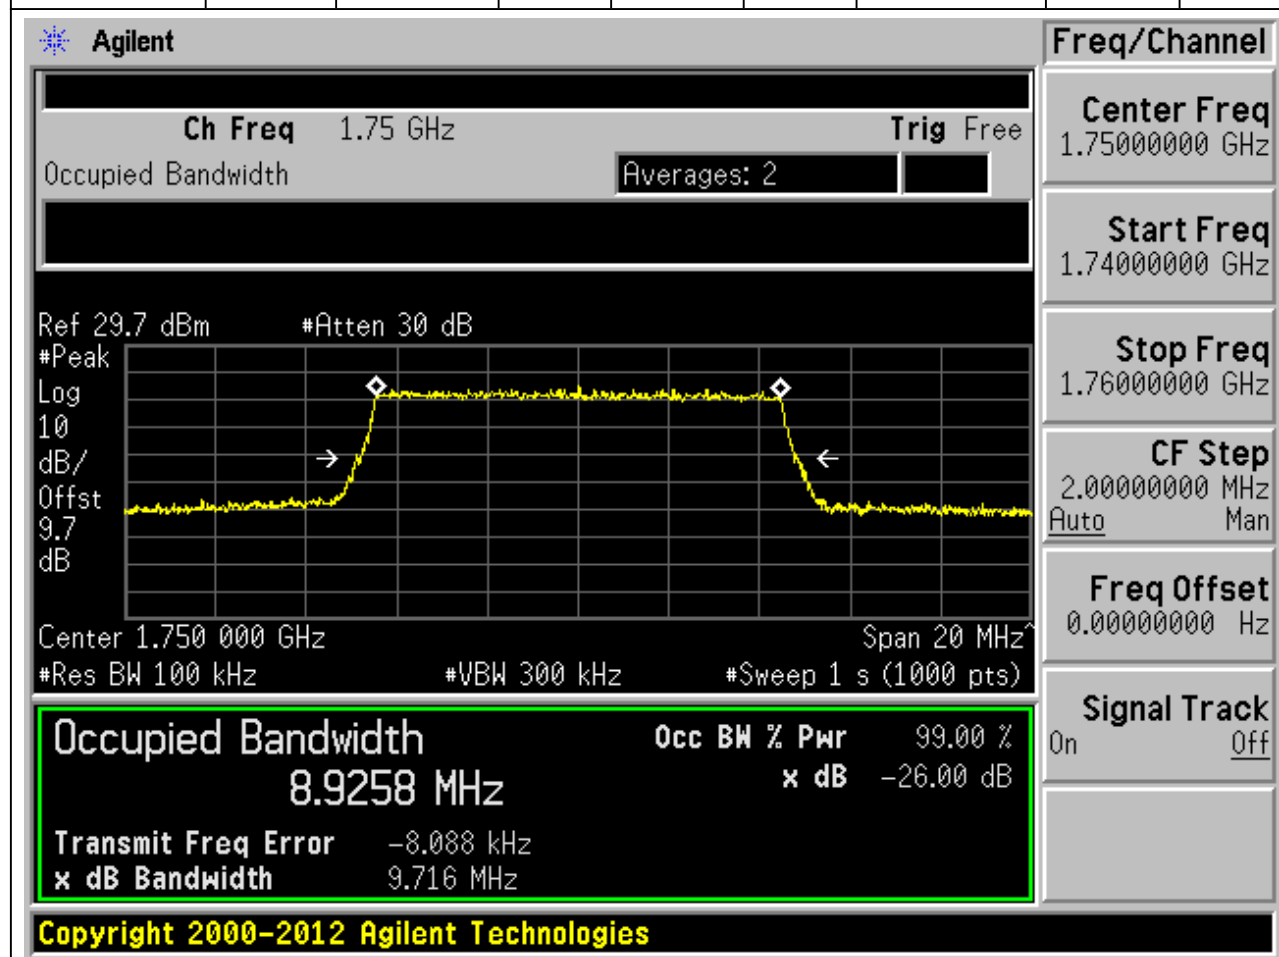 Agilent
Freq/Channel
Ch Freq 1.75 GHz Trig Free
Occupied Bandwidth Averages: 2
Ref 29.7 dBm #Atten 30 dB
#Peak
Log
10
dB/
Offst
9.7
dB
Center 1.750 000 GHz Span 20 MHz^
#Res BW 100 kHz #VBW 300 kHz #Sweep 1 s (1000 pts)
Occupied Bandwidth Occ BW % Pwr 99.00 %
8.9258 MHz x dB -26.00 dB
Transmit Freq Error -8.088 kHz
x dB Bandwidth 9.716 MHz
Copyright 2000-2012 Agilent Technologies
Center Freq
1.75000000 GHz
Start Freq
1.74000000 GHz
Stop Freq
1.76000000 GHz
CF Step
2.00000000 MHz
Auto Man
Freq Offset
0.00000000 Hz
Signal Track
On Off